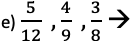 e) 5/12 , 4/9 , 3/8 →